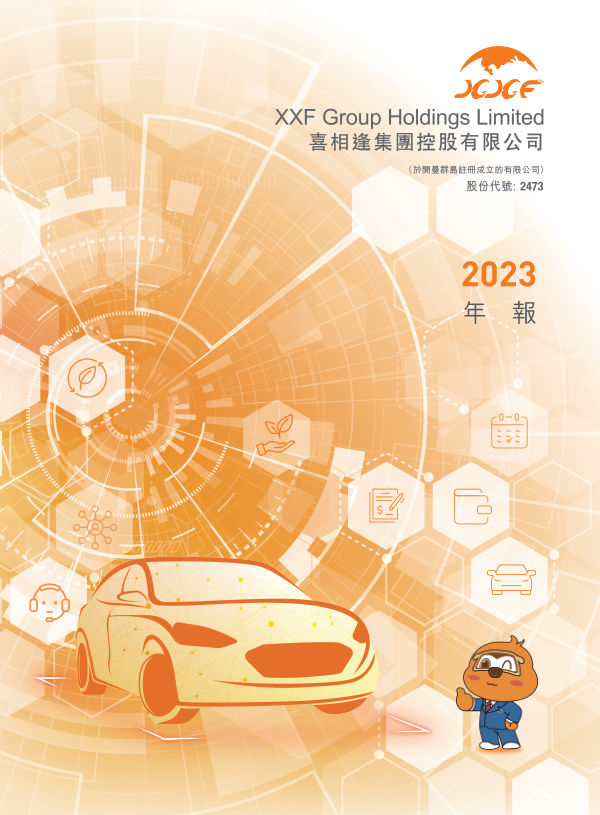 XXF
XXF Group Holdings Limited
喜相逢集團控股有限公司
(於開曼群島註冊成立的有限公司)
股份代號: 2473
2023
年 報